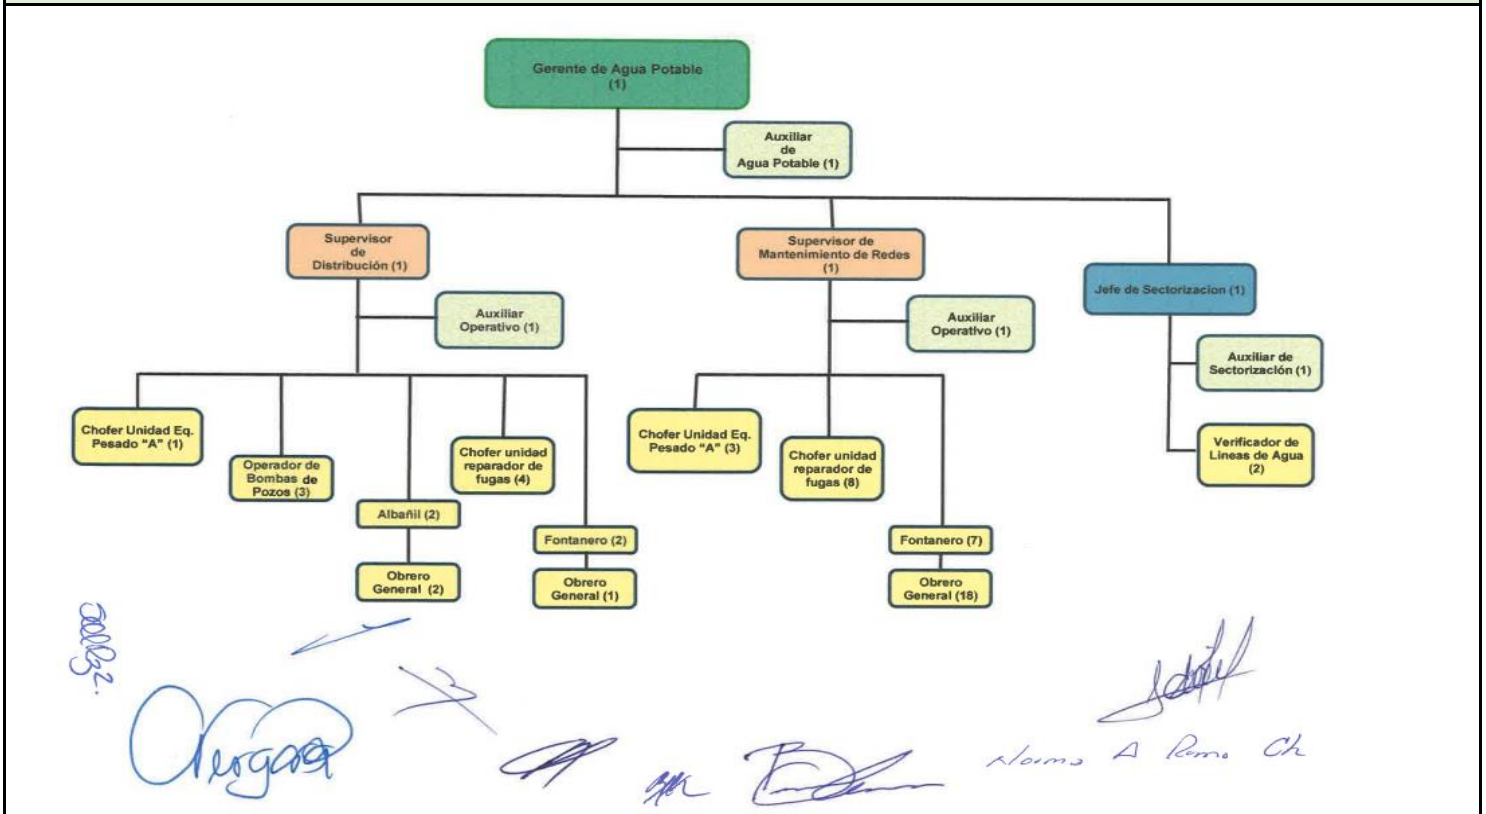 Gerente de Agua Potable
(1)
Auxiliar
de
Agua Potable (1)
Supervisor
de
Distribución (1)
Supervisor de
Mantenimiento de Redes
(1)
Jefe de Sectorizacion (1)
Auxiliar
Operativo (1)
Auxiliar
Operativo (1)
Auxiliar de
Sectorización (1)
Chofer Unidad Eq.
Pesado "A" (1)
Operador de
Bombas de
Pozos (3)
Albañil (2)
Obrero
General (2)
Chofer unidad
reparador de
fugas (4)
Fontanero (2)
Obrero
General (1)
Chofer Unidad Eq.
Pesado "A" (3)
Chofer unidad
reparador de
fugas (8)
Fontanero (7)
Obrero
General (18)
Verificador de
Lineas de Agua
(2)
Norma A Ch